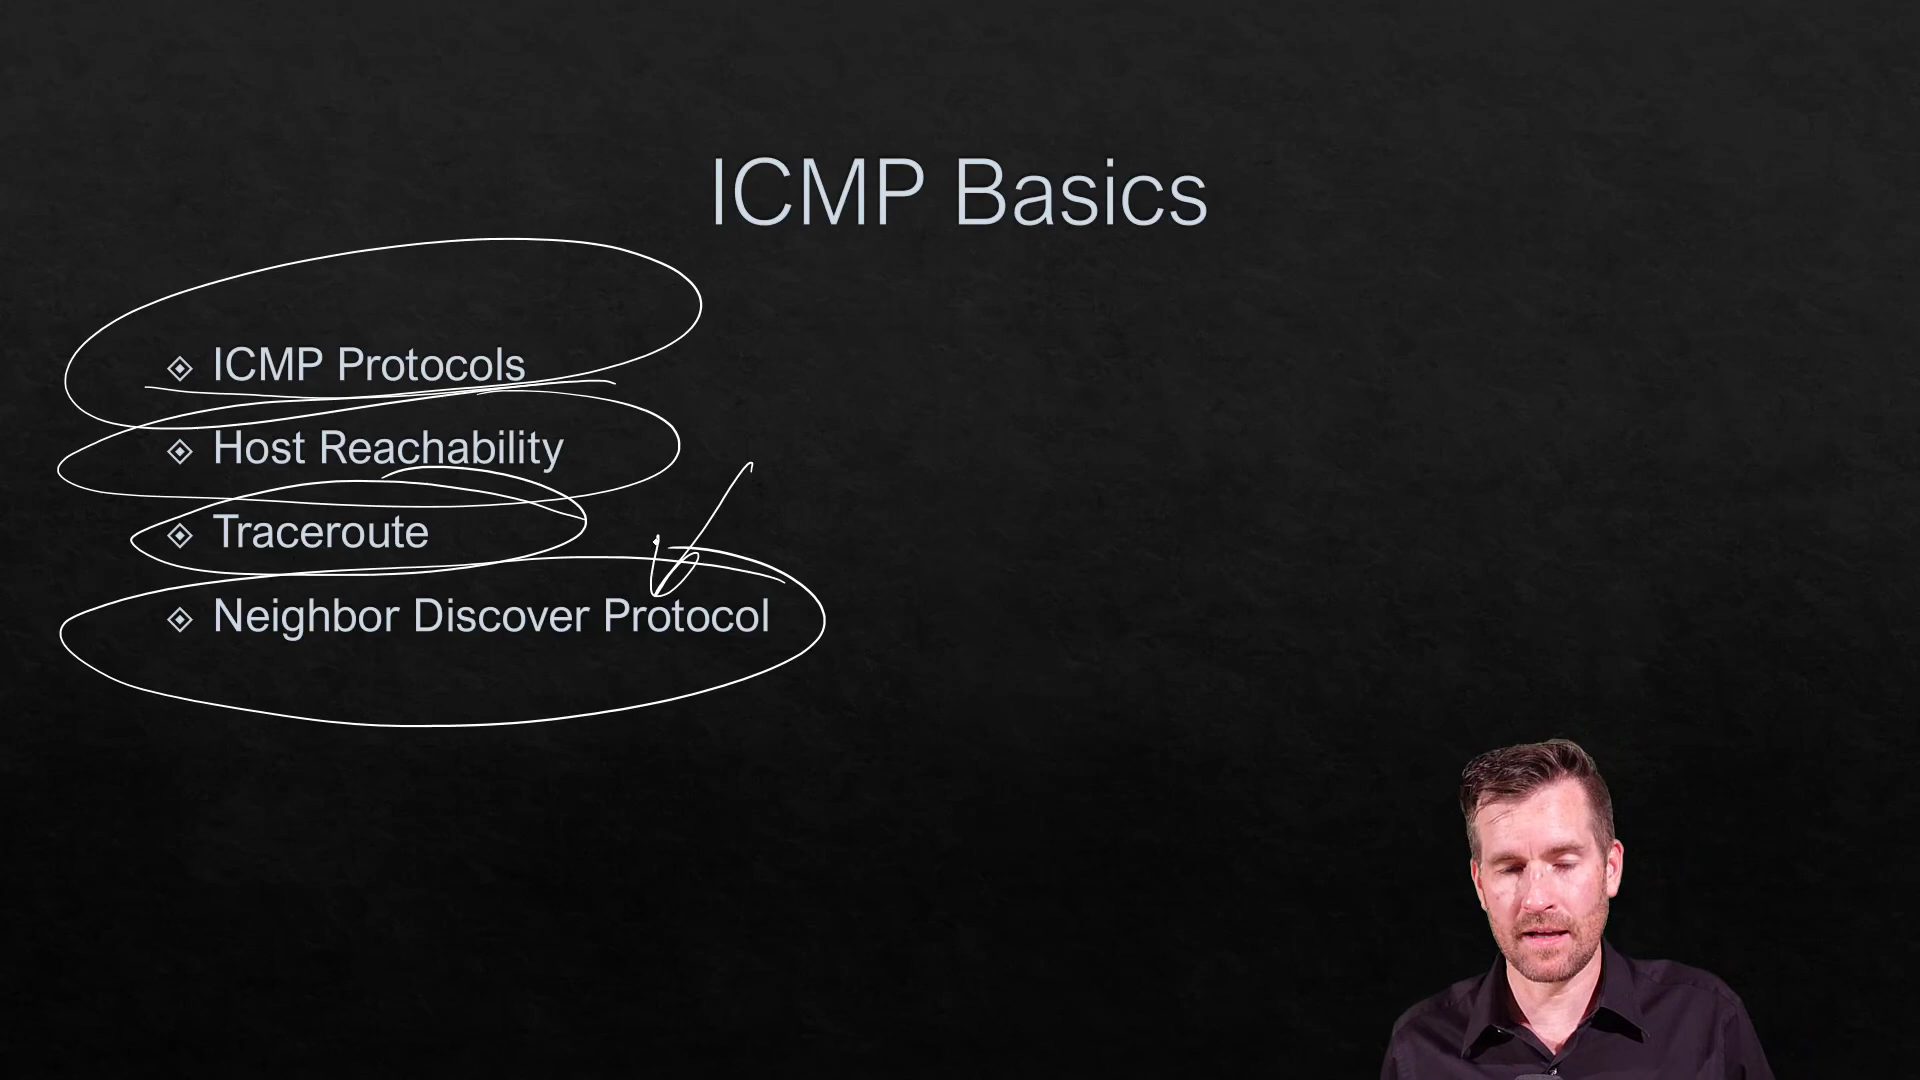 ICMP Basics
ICMP Protocols
Host Reachability
Traceroute
Neighbor Discover Protocol